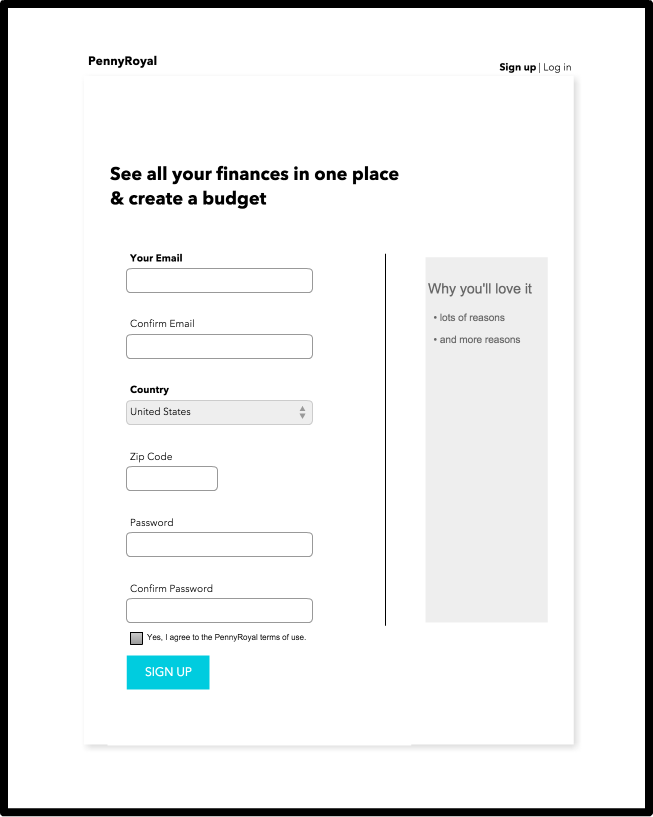 PennyRoyal
Sign up | Log in
See all your finances in one place
& create a budget
Your Email
Confirm Email
Country
United States
Zip Code
Password
Confirm Password
Yes, I agree to the PennyRoyal terms of use.
SIGN UP
Why you'll love it
• lots of reasons
• and more reasons